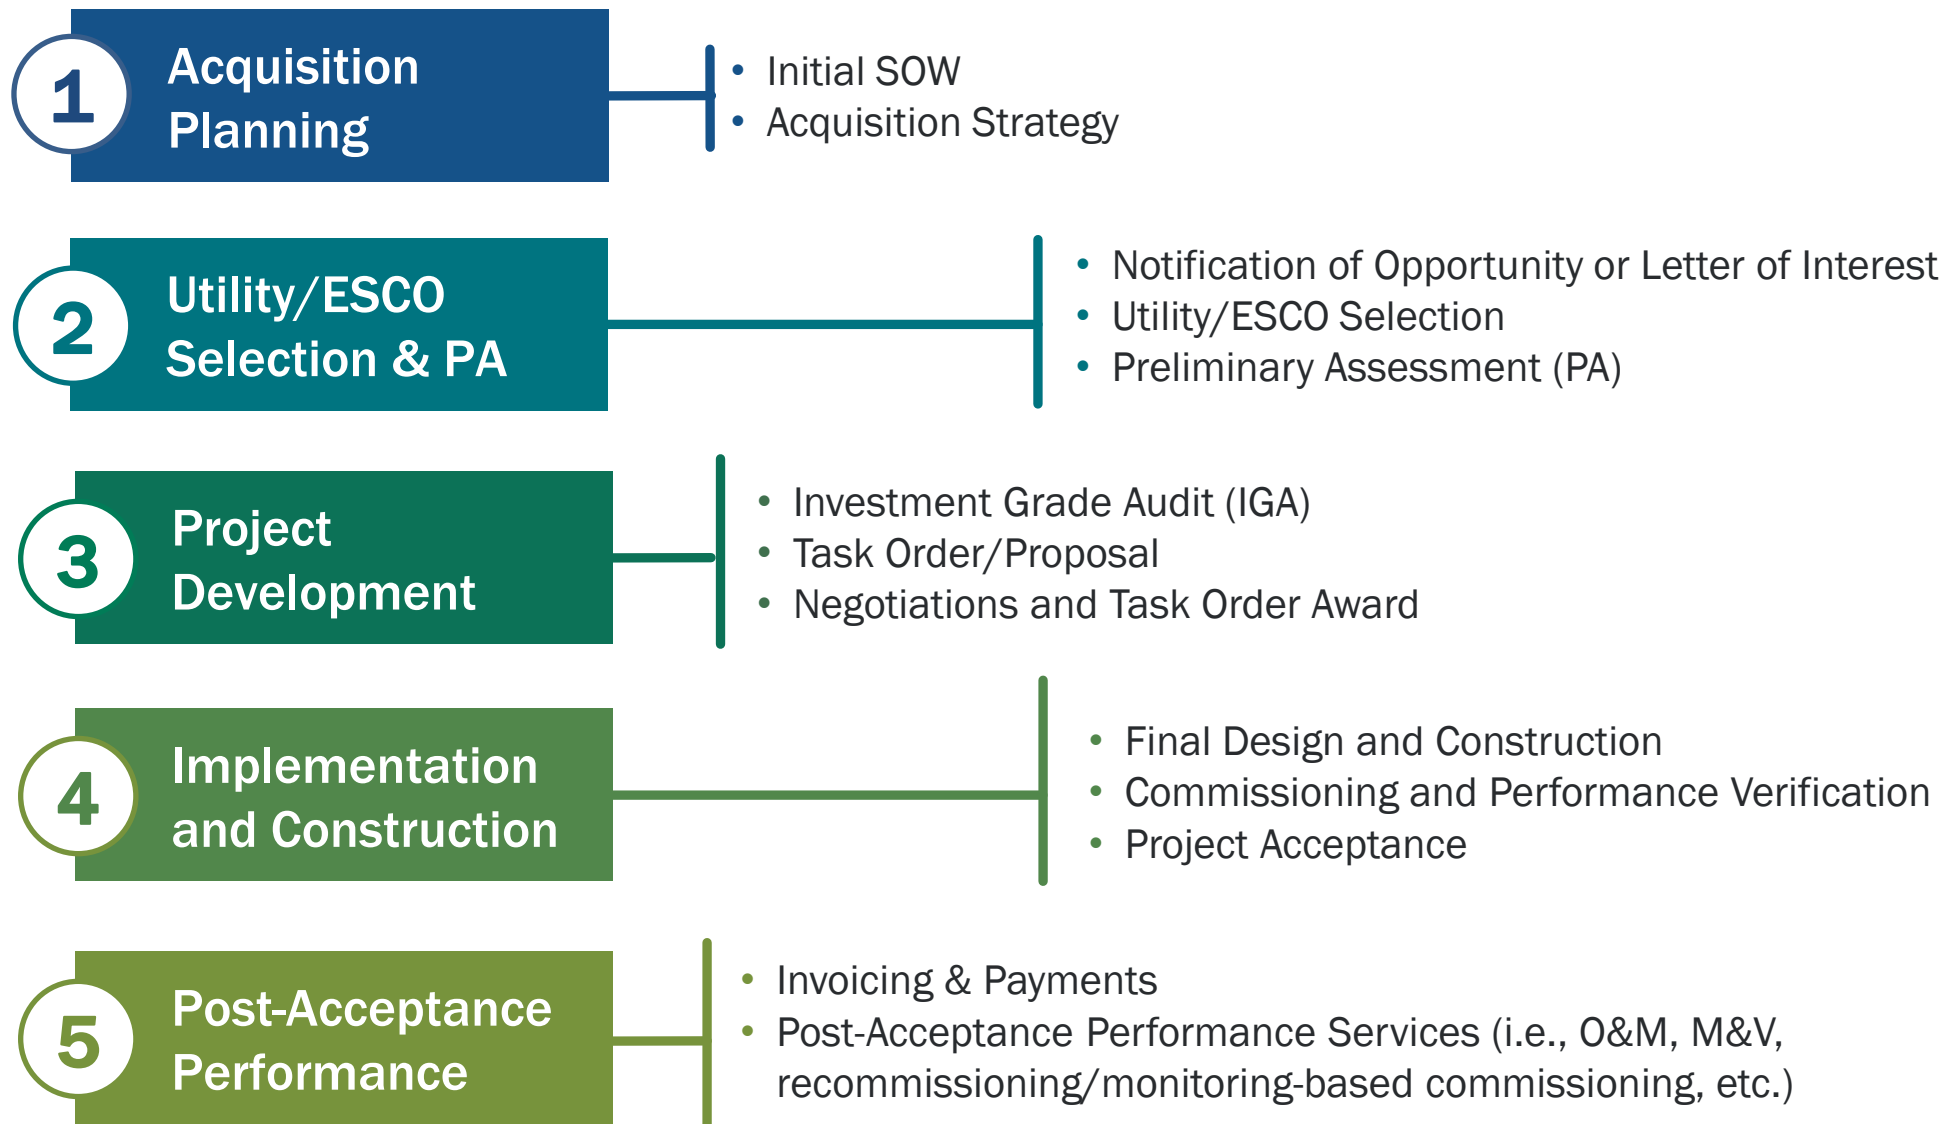 1
Acquisition
Planning
• Initial SOW
• Acquisition Strategy
2
Utility/ESCO
Selection & PA
• Notification of Opportunity or Letter of Interest
• Utility/ESCO Selection
• Preliminary Assessment (PA)
3
Project
Development
• Investment Grade Audit (IGA)
• Task Order/Proposal
• Negotiations and Task Order Award
4
Implementation
and Construction
• Final Design and Construction
• Commissioning and Performance Verification
• Project Acceptance
5
Post-Acceptance
Performance
• Invoicing & Payments
• Post-Acceptance Performance Services (i.e., O&M, M&V,
recommissioning/monitoring-based commissioning, etc.)